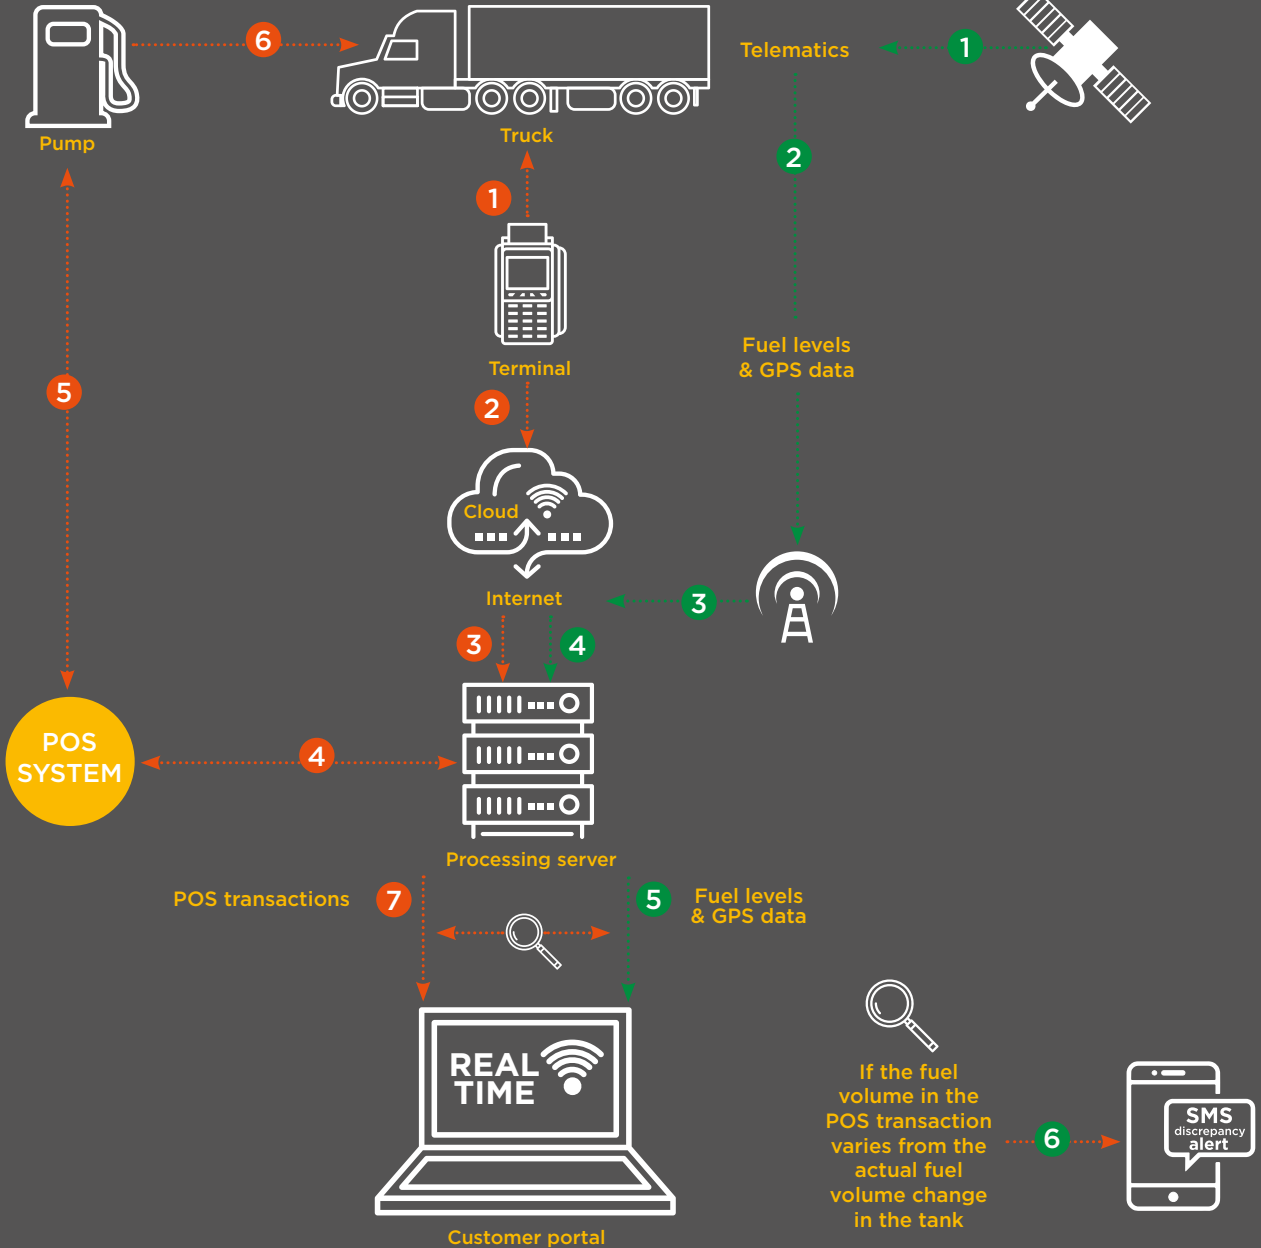 6
Telematics
1
Pump
Truck
2
1
Fuel levels
& GPS data
Terminal
5
2
Cloud
Internet
3
3
4
POS
SYSTEM
4
Processing server
POS transactions
7
5
Fuel levels
& GPS data
REAL
TIME
Customer portal
If the fuel
volume in the
POS transaction
varies from the
actual fuel
volume change
in the tank
6
SMS
discrepancy
alert